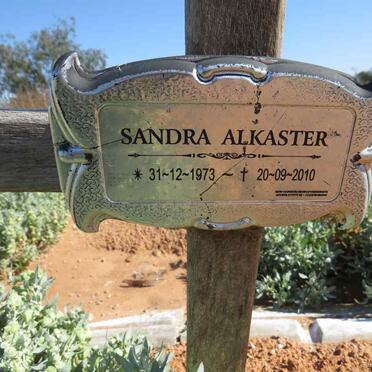 SANDRA ALKASTER
* 31~12~1973 ~ † 20~09~2010